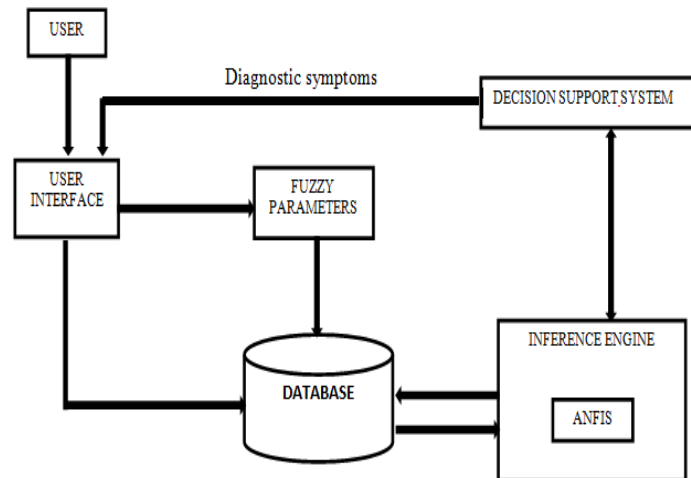 USER
Diagnostic symptoms
DECISION SUPPORT SYSTEM
USER
INTERFACE
FUZZY
PARAMETERS
INFERENCE ENGINE
DATABASE
ANFIS